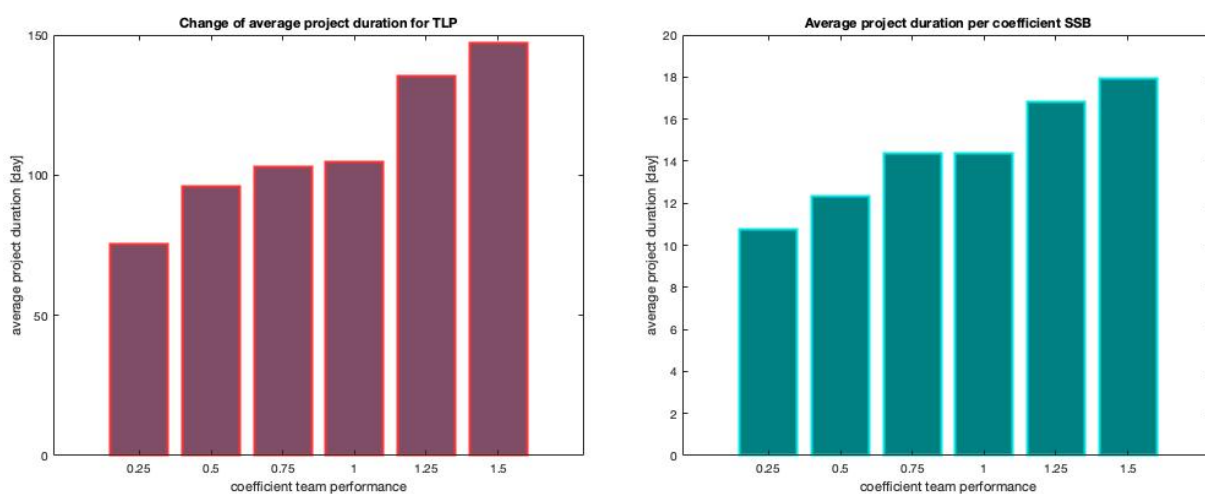 Change of average project duration for TLP
average project duration [day]
150
100
50
0
0.25 0.5 0.75 1 1.25 1.5
coefficient team performance
Average project duration per coefficient SSB
average project duration [day]
20
18
16
14
12
10
8
6
4
2
0
0.25 0.5 0.75 1 1.25 1.5
coefficient team performance